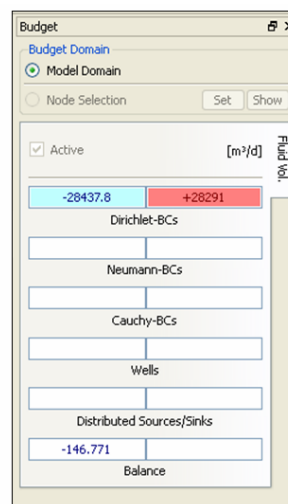 Budget
Budget Domain
Model Domain
Node Selection Set Show
Active [m³/d]
Fluid Vol.
-28437.8 +28291
Dirichlet-BCs
Neumann-BCs
Cauchy-BCs
Wells
Distributed Sources/Sinks
-146.771
Balance